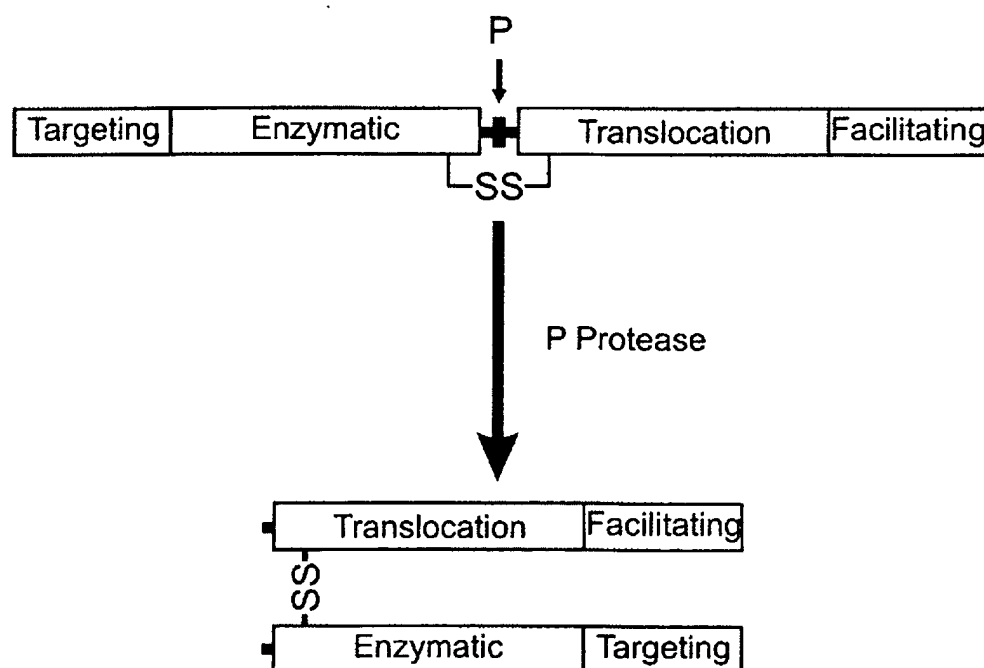 P
Targeting Enzymatic Translocation Facilitating
SS
P Protease
Translocation Facilitating
SS
Enzymatic Targeting